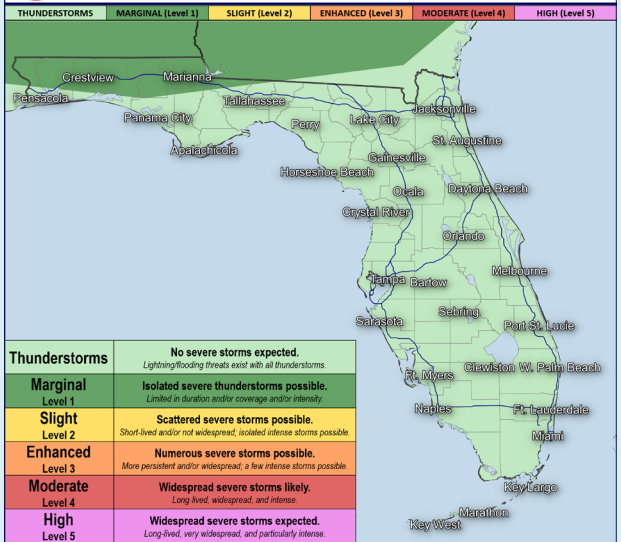 THUNDERSTORMS MARGINAL (Level 1) SLIGHT (Level 2) ENHANCED (Level 3) MODERATE (Level 4) HIGH (Level 5)
Crestview
Marianna
Pensacola
Tallahassee
Jacksonville
Panama City
Perry
Lake City
St. Augustine
Apalachicola
Gainesville
Horseshoe Beach
Ocala
Daytona Beach
Crystal River
Orlando
Tampa
Bartow
Melbourne
Sarasota
Sebring
Port St. Lucie
Ft. Myers
Clewiston
W. Palm Beach
Naples
Ft. Lauderdale
Miami
Key Largo
Marathon
Key West
Thunderstorms
No severe storms expected.
Lightning/flooding threats exist with all thunderstorms.
Marginal
Level 1
Isolated severe thunderstorms possible.
Limited in duration and/or coverage and/or intensity.
Slight
Level 2
Scattered severe storms possible.
Short-lived and/or not widespread; isolated intense storms possible.
Enhanced
Level 3
Numerous severe storms possible.
More persistent and/or widespread; a few intense storms possible.
Moderate
Level 4
Widespread severe storms likely.
Long-lived, widespread, and intense.
High
Level 5
Widespread severe storms expected.
Long-lived, very widespread, and particularly intense.